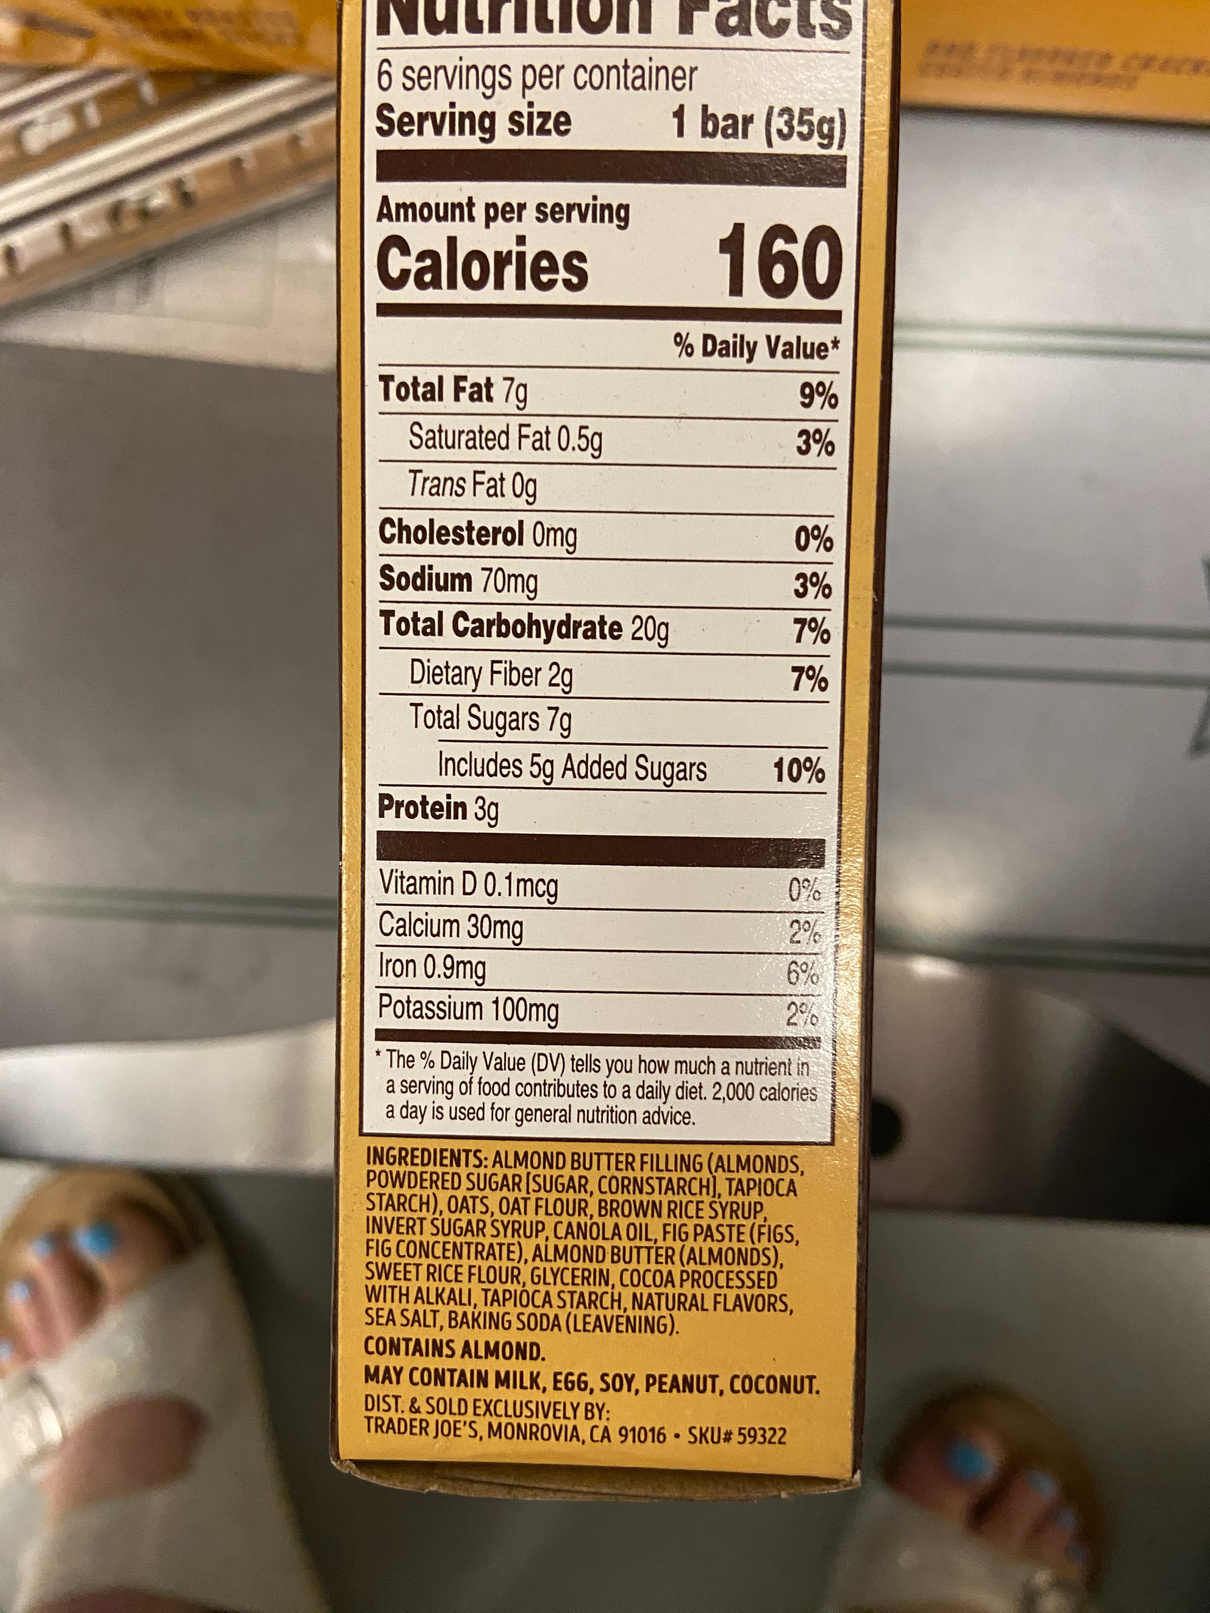 Nutrition Facts
6 servings per container
Serving size 1 bar (35g)
Amount per serving
Calories 160
% Daily Value*
Total Fat 7g 9%
Saturated Fat 0.5g 3%
Trans Fat 0g
Cholesterol 0mg 0%
Sodium 70mg 3%
Total Carbohydrate 20g 7%
Dietary Fiber 2g 7%
Total Sugars 7g
Includes 5g Added Sugars 10%
Protein 3g
Vitamin D 0.1mcg 0%
Calcium 30mg 2%
Iron 0.9mg 6%
Potassium 100mg 2%
* The % Daily Value (DV) tells you how much a nutrient in
a serving of food contributes to a daily diet. 2,000 calories
a day is used for general nutrition advice.
INGREDIENTS: ALMOND BUTTER FILLING (ALMONDS,
POWDERED SUGAR [SUGAR, CORNSTARCH], TAPIOCA
STARCH), OATS, OAT FLOUR, BROWN RICE SYRUP,
INVERT SUGAR SYRUP, CANOLA OIL, FIG PASTE (FIGS,
FIG CONCENTRATE), ALMOND BUTTER (ALMONDS),
SWEET RICE FLOUR, GLYCERIN, COCOA PROCESSED
WITH ALKALI, TAPIOCA STARCH, NATURAL FLAVORS,
SEA SALT, BAKING SODA (LEAVENING).
CONTAINS ALMOND.
MAY CONTAIN MILK, EGG, SOY, PEANUT, COCONUT.
DIST. & SOLD EXCLUSIVELY BY:
TRADER JOE'S, MONROVIA, CA 91016 • SKU# 59322